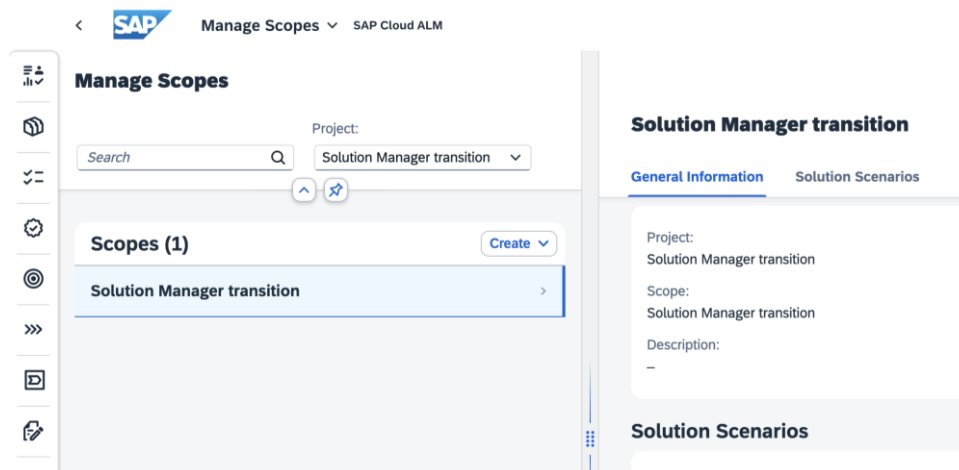 SAP Manage Scopes SAP Cloud ALM
Manage Scopes
Project:
Search
Solution Manager transition
Scopes (1)
Create
Solution Manager transition
Solution Manager transition
General Information Solution Scenarios
Project:
Solution Manager transition
Scope:
Solution Manager transition
Description:
–
Solution Scenarios